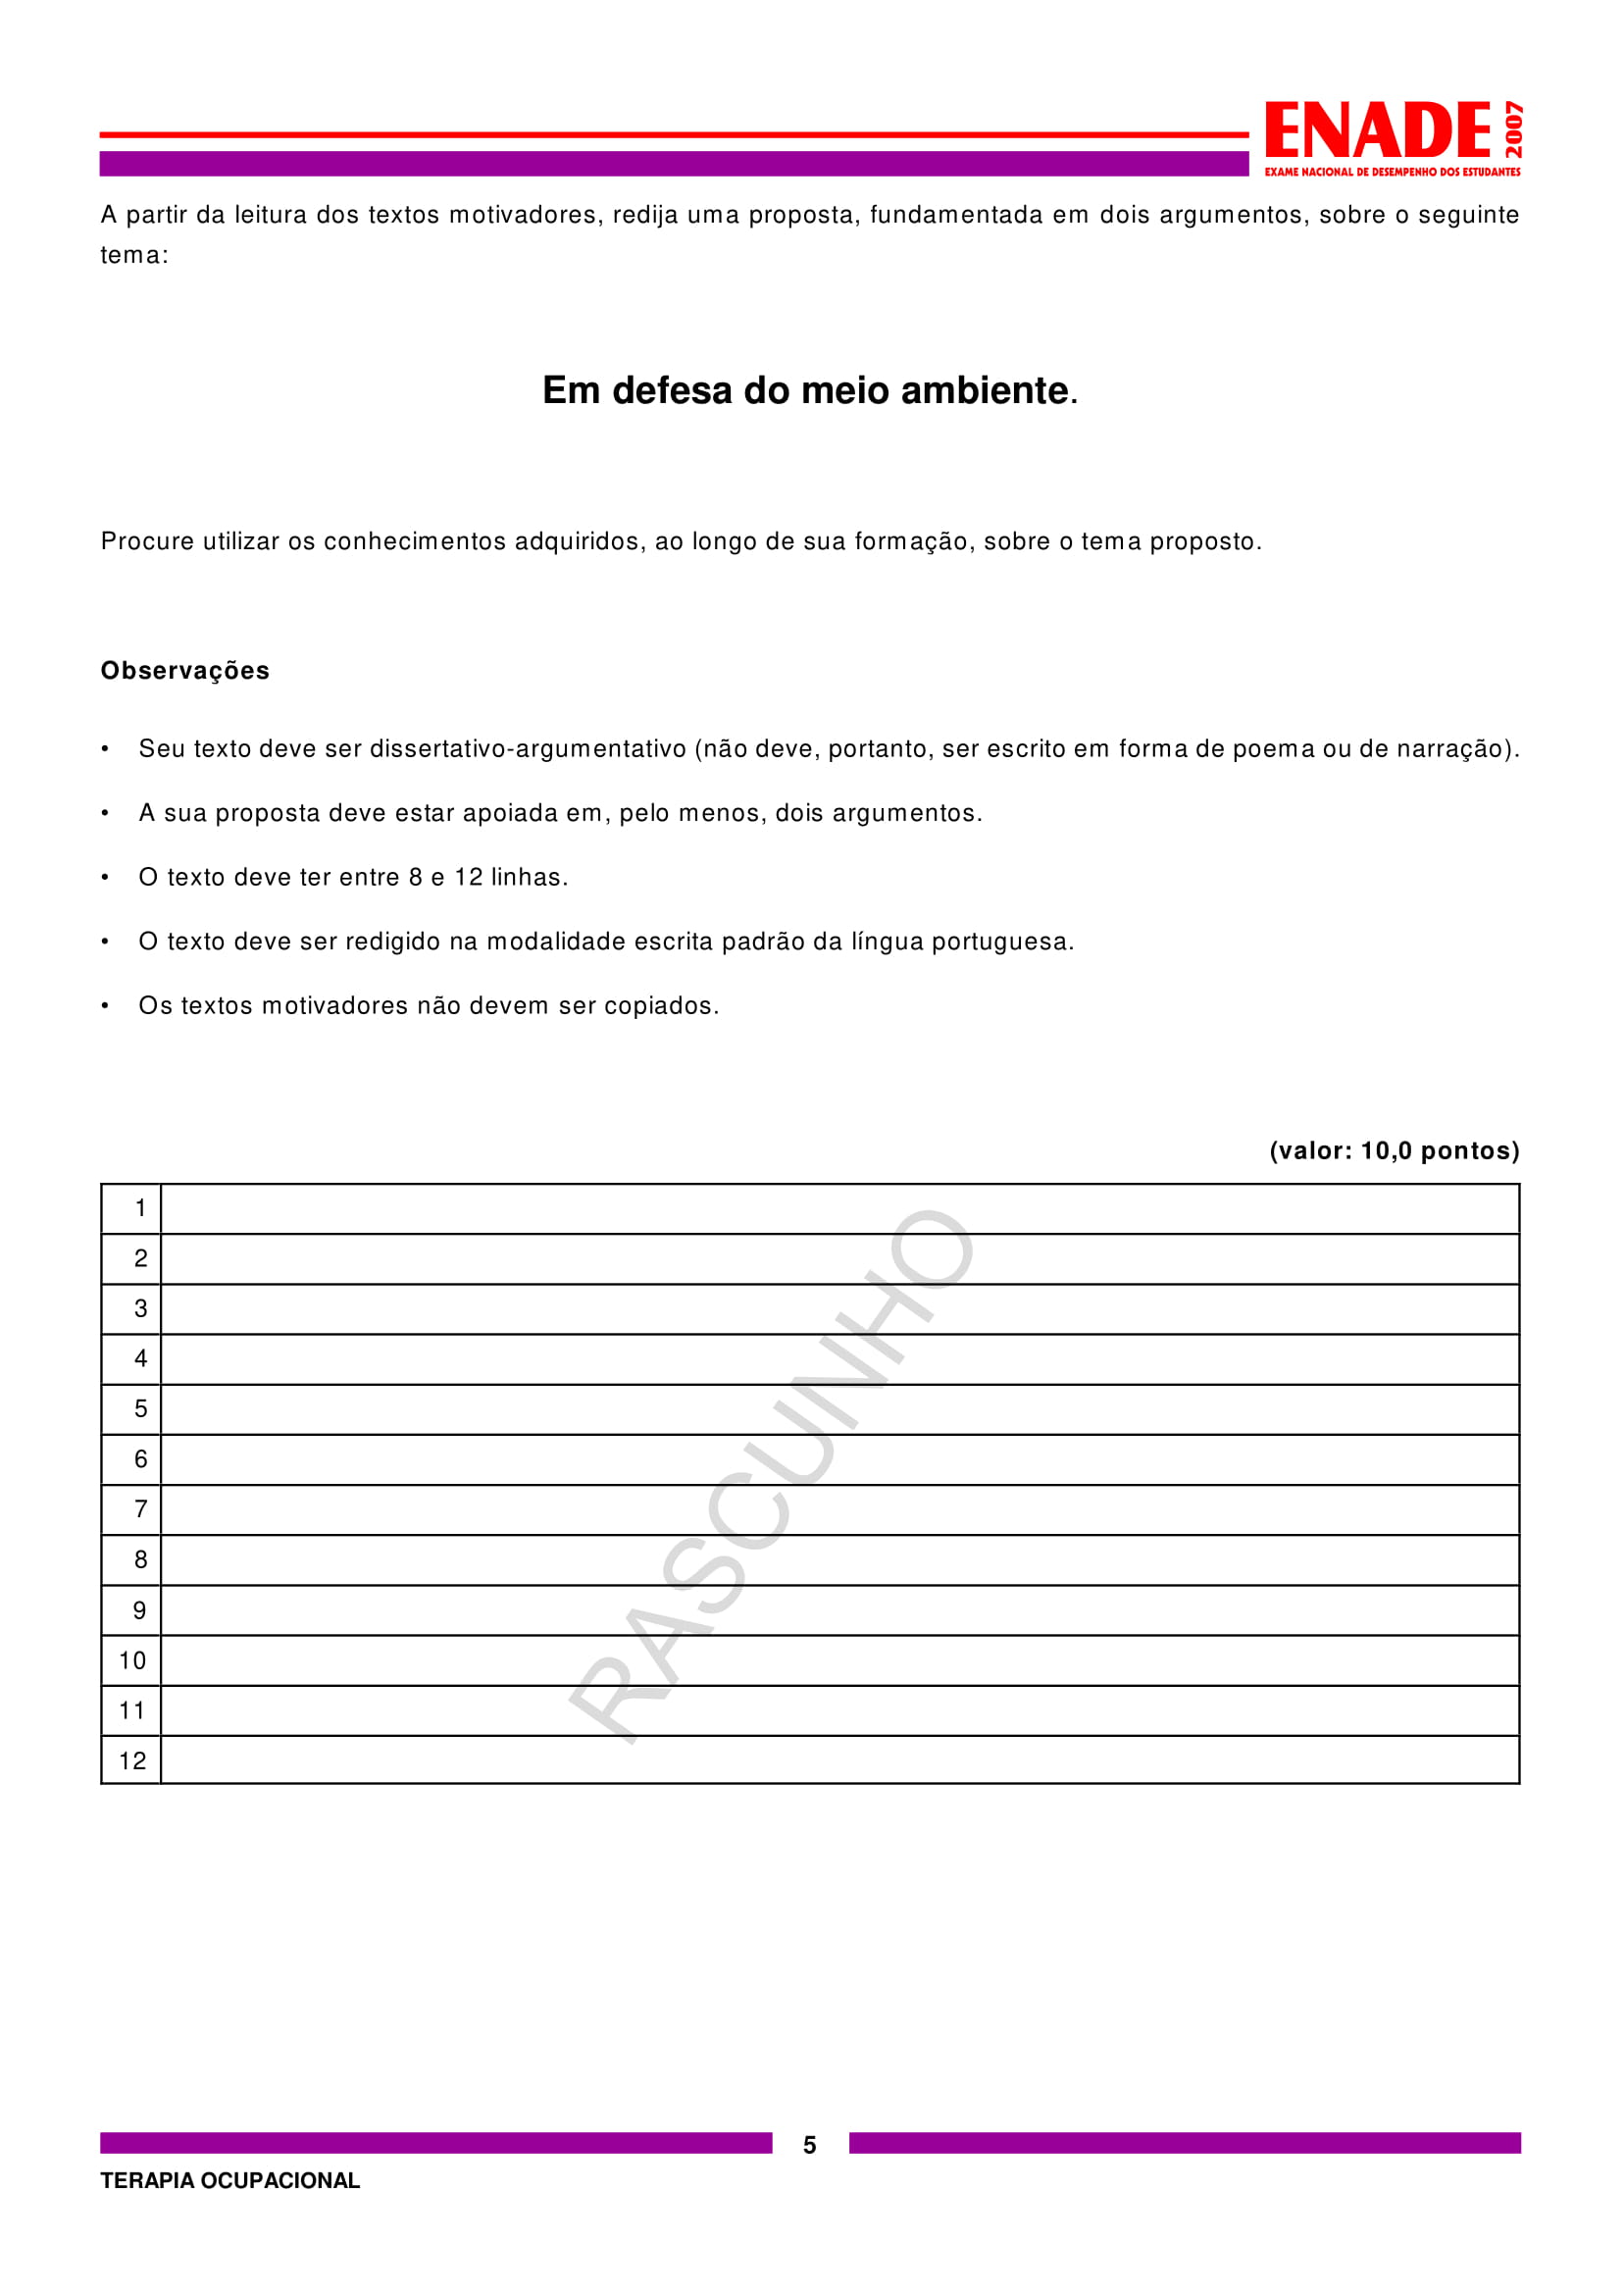 ENADE 2007
EXAME NACIONAL DE DESEMPENHO DOS ESTUDANTES
A partir da leitura dos textos motivadores, redija uma proposta, fundamentada em dois argumentos, sobre o seguinte
tema:
Em defesa do meio ambiente.
Procure utilizar os conhecimentos adquiridos, ao longo de sua formação, sobre o tema proposto.
Observações
• Seu texto deve ser dissertativo-argumentativo (não deve, portanto, ser escrito em forma de poema ou de narração).
• A sua proposta deve estar apoiada em, pelo menos, dois argumentos.
• O texto deve ter entre 8 e 12 linhas.
• O texto deve ser redigido na modalidade escrita padrão da língua portuguesa.
• Os textos motivadores não devem ser copiados.
(valor: 10,0 pontos)
1
2
3
4
5
6
7
8
9
10
11
12
RASCUNHO
5
TERAPIA OCUPACIONAL